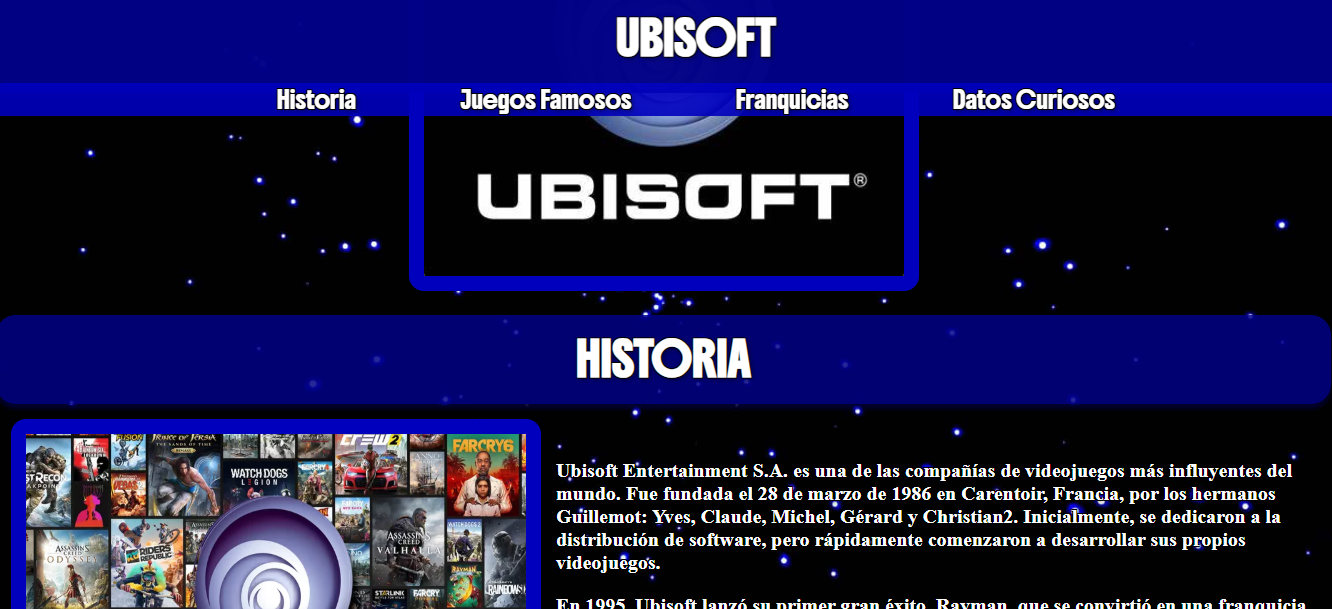 UBISOFT
Historia Juegos Famosos Franquicias Datos Curiosos
UBISOFT®
HISTORIA
PRINCE OF PERSIA
THE SANDS OF TIME
CREW 2
FARCRY6
WATCH DOGS
LEGION
ASSASSIN'S
CREED
ODYSSEY
RIDERS
REPUBLIC
ASSASSIN'S
CREED
VALHALLA
WATCHDOGS 2
RAYMAN
STARLINK
FARCRY
Ubisoft Entertainment S.A. es una de las compañías de videojuegos más influyentes del
mundo. Fue fundada el 28 de marzo de 1986 en Carentoir, Francia, por los hermanos
Guillemot: Yves, Claude, Michel, Gérard y Christian2. Inicialmente, se dedicaron a la
distribución de software, pero rápidamente comenzaron a desarrollar sus propios
videojuegos.
En 1995, Ubisoft lanzó su primer gran éxito, Rayman, que se convirtió en una franquicia